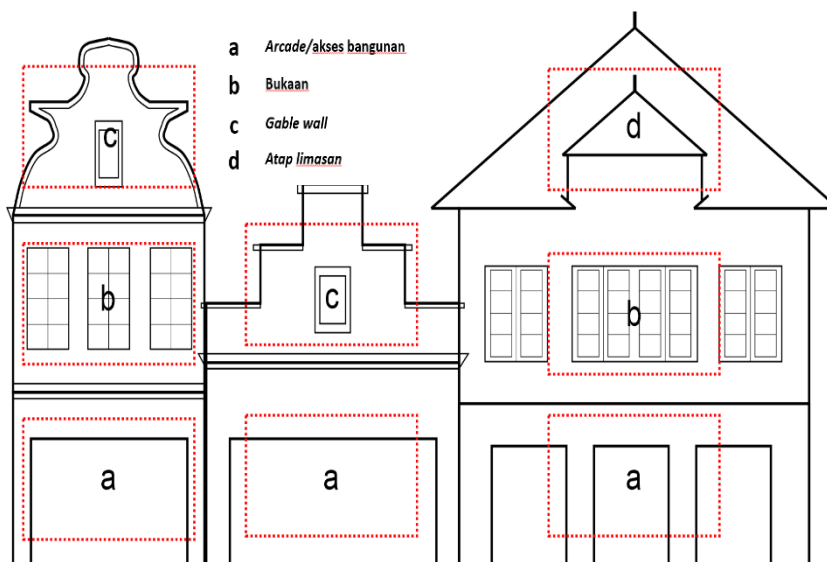 a Arcade/akses bangunan
b Bukaan
c Gable wall
d Atap limasan
c
d
c
b
b
a
a
a